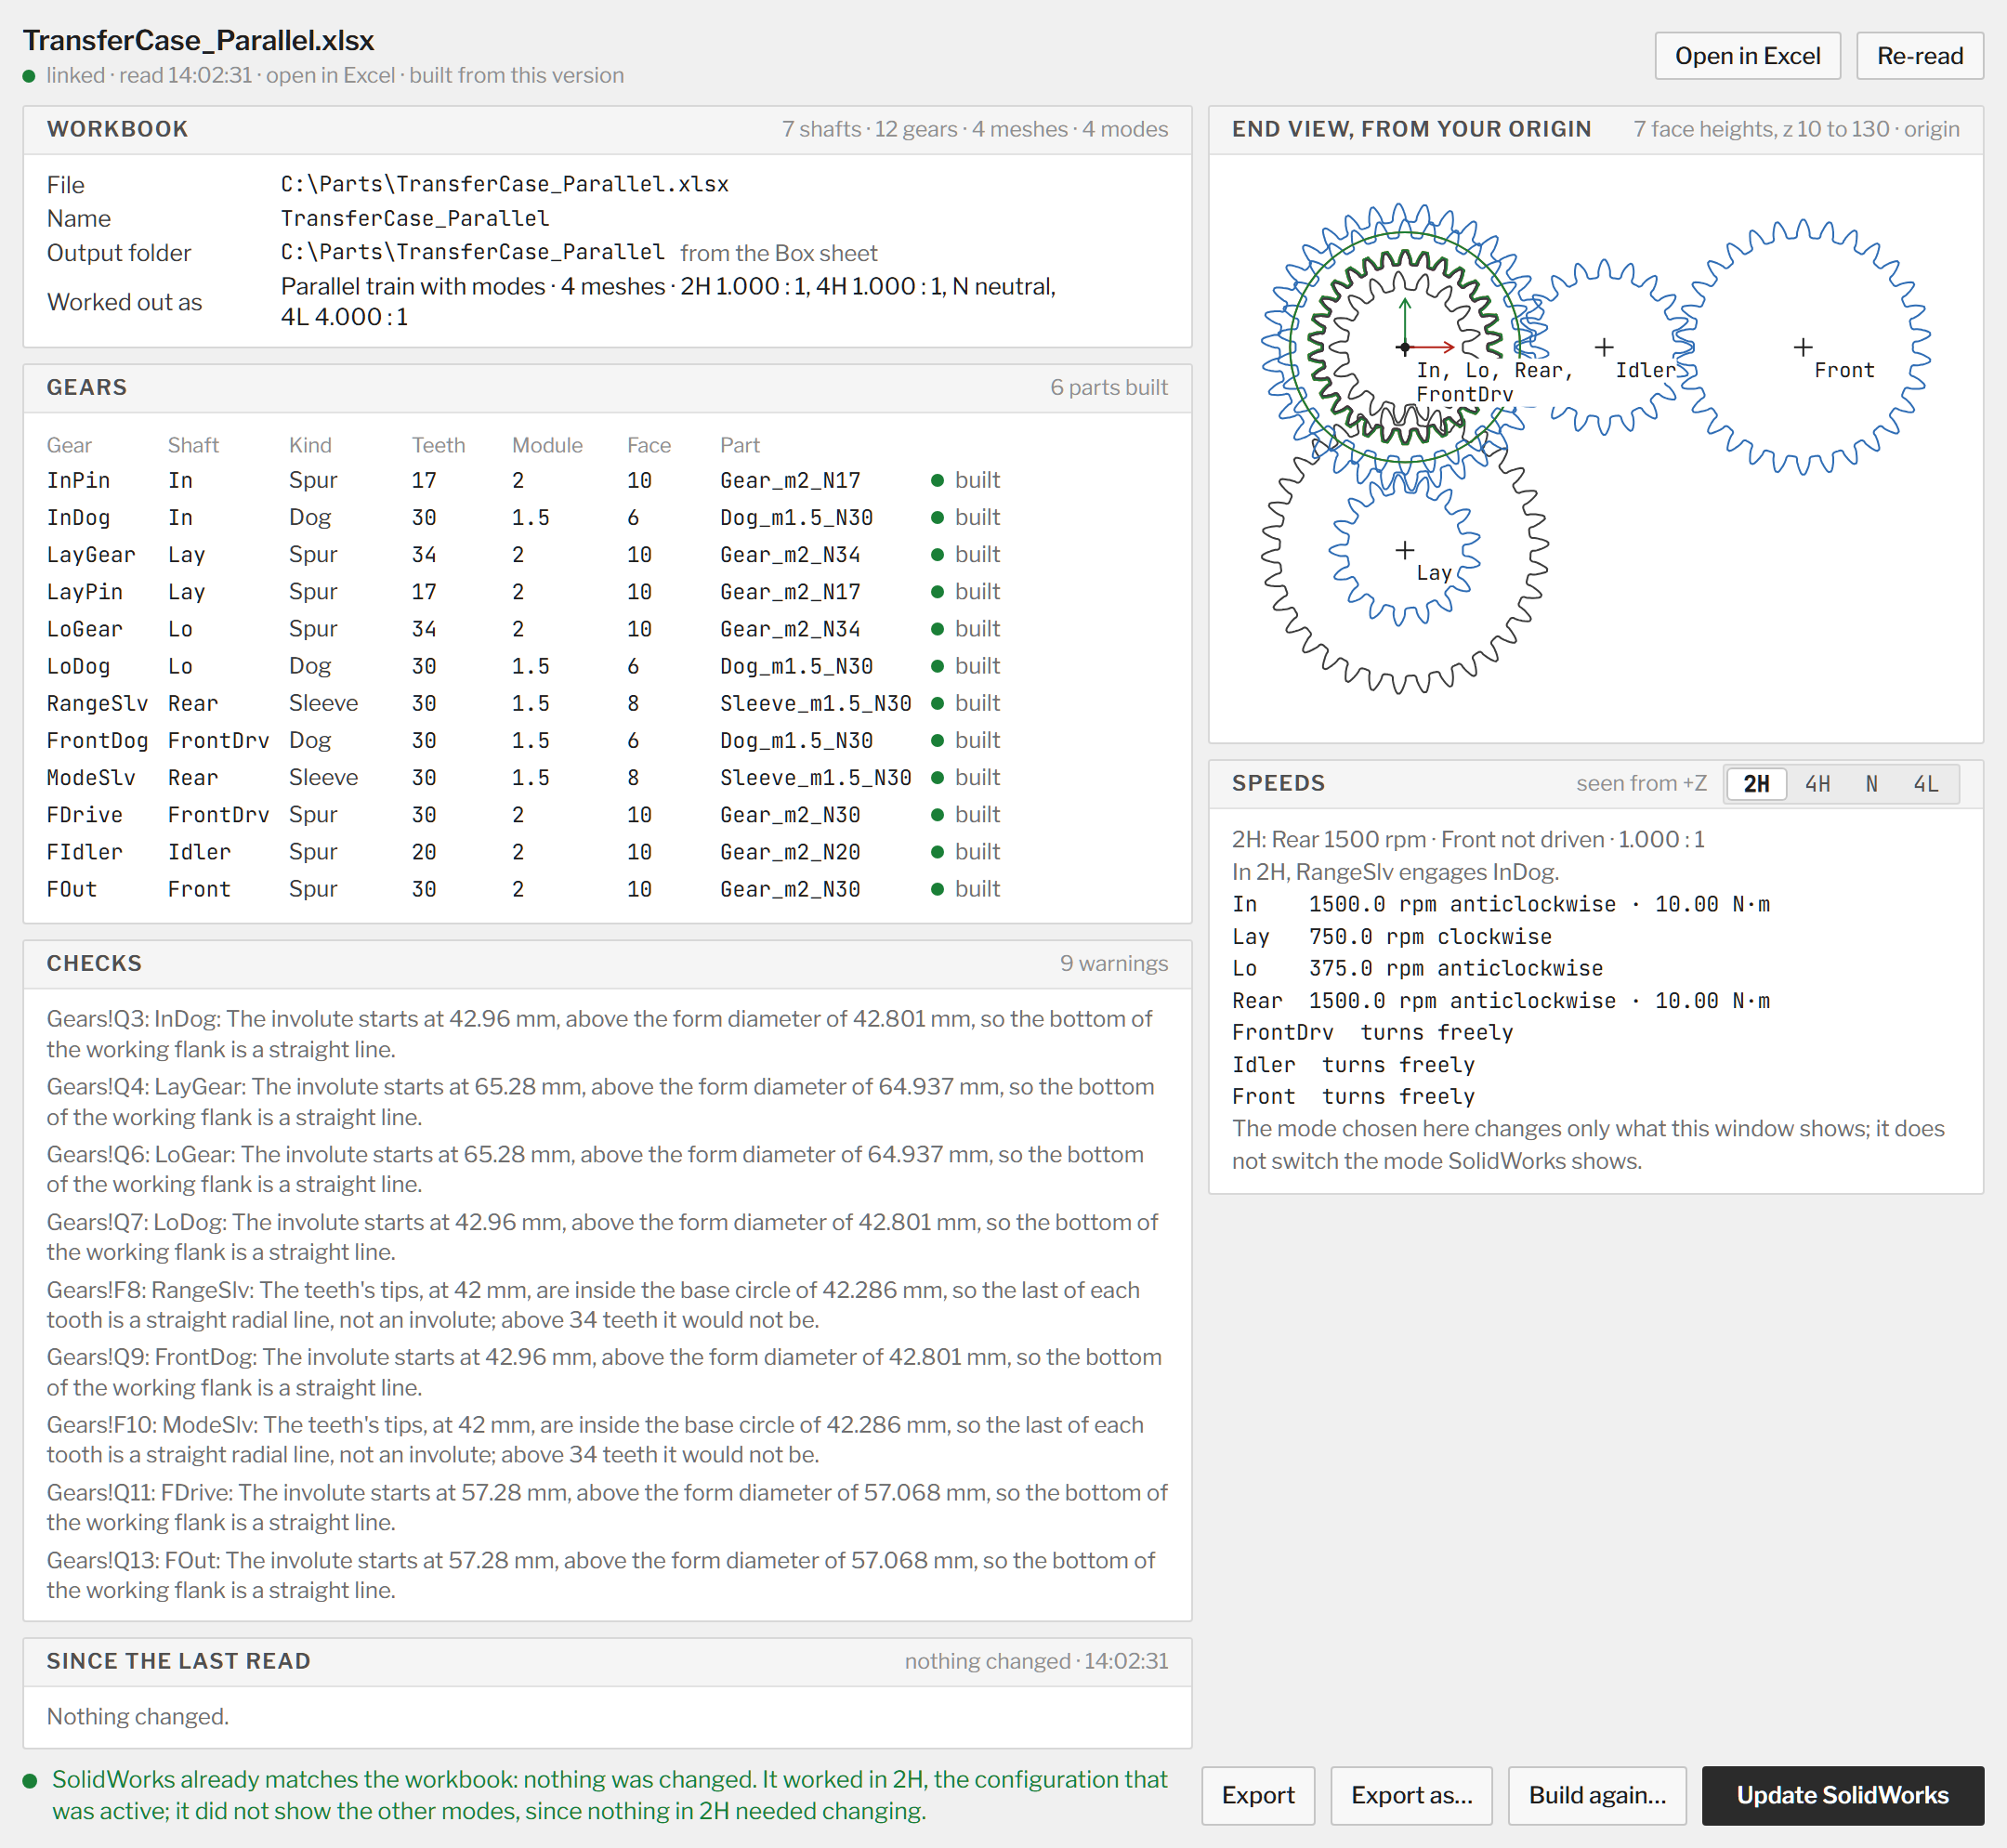 TransferCase_Parallel.xlsx
linked · read 14:02:31 · open in Excel · built from this version
Open in Excel
Re-read
WORKBOOK
7 shafts · 12 gears · 4 meshes · 4 modes
File C:\Parts\TransferCase_Parallel.xlsx
Name TransferCase_Parallel
Output folder C:\Parts\TransferCase_Parallel from the Box sheet
Worked out as Parallel train with modes · 4 meshes · 2H 1.000 : 1, 4H 1.000 : 1, N neutral,
4L 4.000 : 1
GEARS
6 parts built
Gear Shaft Kind Teeth Module Face Part
InPin In Spur 17 2 10 Gear_m2_N17 built
InDog In Dog 30 1.5 6 Dog_m1.5_N30 built
LayGear Lay Spur 34 2 10 Gear_m2_N34 built
LayPin Lay Spur 17 2 10 Gear_m2_N17 built
LoGear Lo Spur 34 2 10 Gear_m2_N34 built
LoDog Lo Dog 30 1.5 6 Dog_m1.5_N30 built
RangeSlv Rear Sleeve 30 1.5 8 Sleeve_m1.5_N30 built
FrontDog FrontDrv Dog 30 1.5 6 Dog_m1.5_N30 built
ModeSlv Rear Sleeve 30 1.5 8 Sleeve_m1.5_N30 built
FDrive FrontDrv Spur 30 2 10 Gear_m2_N30 built
FIdler Idler Spur 20 2 10 Gear_m2_N20 built
FOut Front Spur 30 2 10 Gear_m2_N30 built
CHECKS
9 warnings
Gears!Q3: InDog: The involute starts at 42.96 mm, above the form diameter of 42.801 mm, so the bottom of
the working flank is a straight line.
Gears!Q4: LayGear: The involute starts at 65.28 mm, above the form diameter of 64.937 mm, so the bottom
of the working flank is a straight line.
Gears!Q6: LoGear: The involute starts at 65.28 mm, above the form diameter of 64.937 mm, so the bottom
of the working flank is a straight line.
Gears!Q7: LoDog: The involute starts at 42.96 mm, above the form diameter of 42.801 mm, so the bottom of
the working flank is a straight line.
Gears!F8: RangeSlv: The teeth's tips, at 42 mm, are inside the base circle of 42.286 mm, so the last of each
tooth is a straight radial line, not an involute; above 34 teeth it would not be.
Gears!Q9: FrontDog: The involute starts at 42.96 mm, above the form diameter of 42.801 mm, so the bottom
of the working flank is a straight line.
Gears!F10: ModeSlv: The teeth's tips, at 42 mm, are inside the base circle of 42.286 mm, so the last of each
tooth is a straight radial line, not an involute; above 34 teeth it would not be.
Gears!Q11: FDrive: The involute starts at 57.28 mm, above the form diameter of 57.068 mm, so the bottom of
the working flank is a straight line.
Gears!Q13: FOut: The involute starts at 57.28 mm, above the form diameter of 57.068 mm, so the bottom of
the working flank is a straight line.
SINCE THE LAST READ
nothing changed · 14:02:31
Nothing changed.
END VIEW, FROM YOUR ORIGIN
7 face heights, z 10 to 130 · origin
In, Lo, Rear,
FrontDrv
Idler
Front
Lay
SPEEDS
seen from +Z 2H 4H N 4L
2H: Rear 1500 rpm · Front not driven · 1.000 : 1
In 2H, RangeSlv engages InDog.
In 1500.0 rpm anticlockwise · 10.00 N·m
Lay 750.0 rpm clockwise
Lo 375.0 rpm anticlockwise
Rear 1500.0 rpm anticlockwise · 10.00 N·m
FrontDrv turns freely
Idler turns freely
Front turns freely
The mode chosen here changes only what this window shows; it does
not switch the mode SolidWorks shows.
SolidWorks already matches the workbook: nothing was changed. It worked in 2H, the configuration that
was active; it did not show the other modes, since nothing in 2H needed changing.
Export
Export as...
Build again...
Update SolidWorks